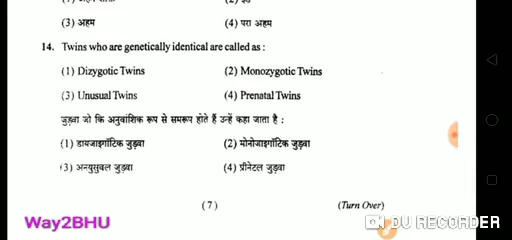 (3) अहम (4) परा अहम
14. Twins who are genetically identical are called as :
(1) Dizygotic Twins (2) Monozygotic Twins
(3) Unusual Twins (4) Prenatal Twins
जुड़वा जो कि अनुवांशिक रूप से समरूप होते हैं उन्हें कहा जाता है :
(1) डायजाइगॉटिक जुड़वा (2) मोनोजाइगॉटिक जुड़वा
(3) अनयुसुवल जुड़वा (4) प्रीनेटल जुड़वा
(7) (Turn Over)
Way2BHU DU RECORDER